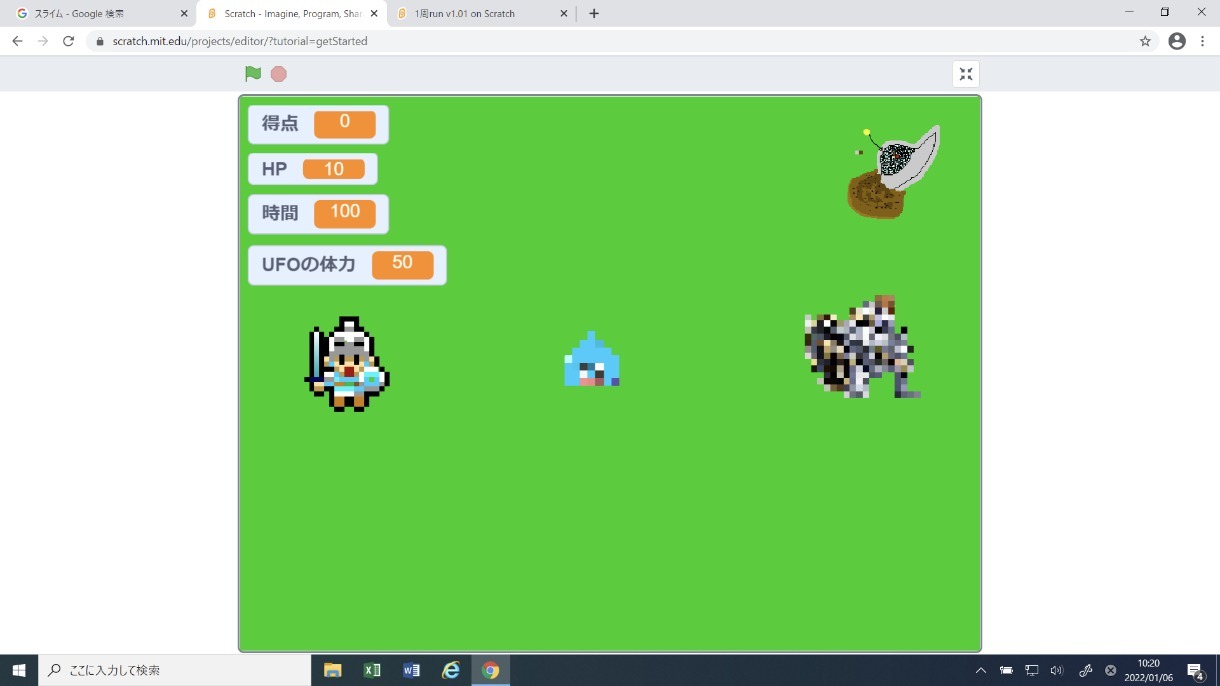 スライム - Google 検索
Scratch - Imagine, Program, Shar
1周run v1.01 on Scratch
scratch.mit.edu/projects/editor/?tutorial=getStarted
得点 0
HP 10
時間 100
UFOの体力 50
ここに入力して検索
10:20
2022/01/06
4